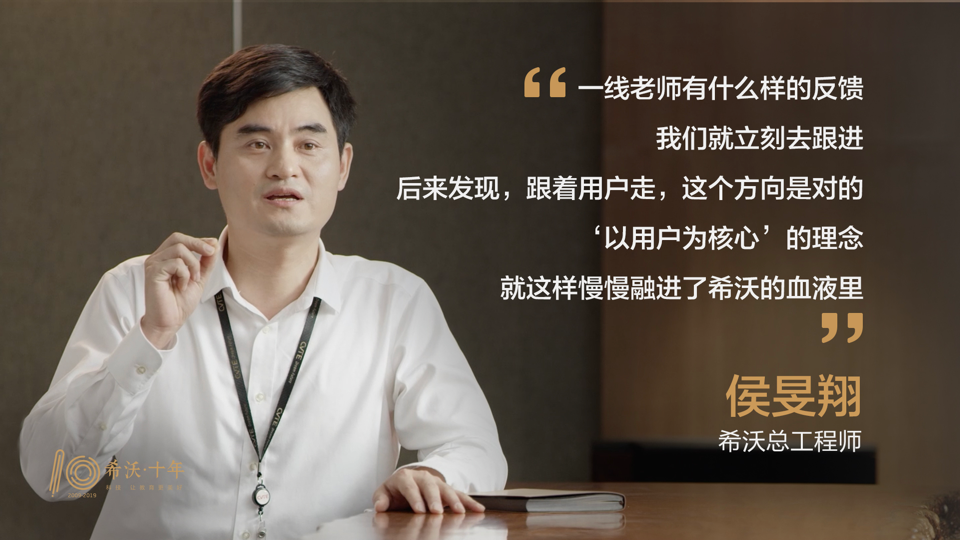 “ 一线老师有什么样的反馈
我们就立刻去跟进
后来发现，跟着用户走，这个方向是对的
‘以用户为核心’的理念
就这样慢慢融进了希沃的血液里
”
侯旻翔
希沃总工程师
10 希沃·十年
2009-2019
CVTE
CVTE